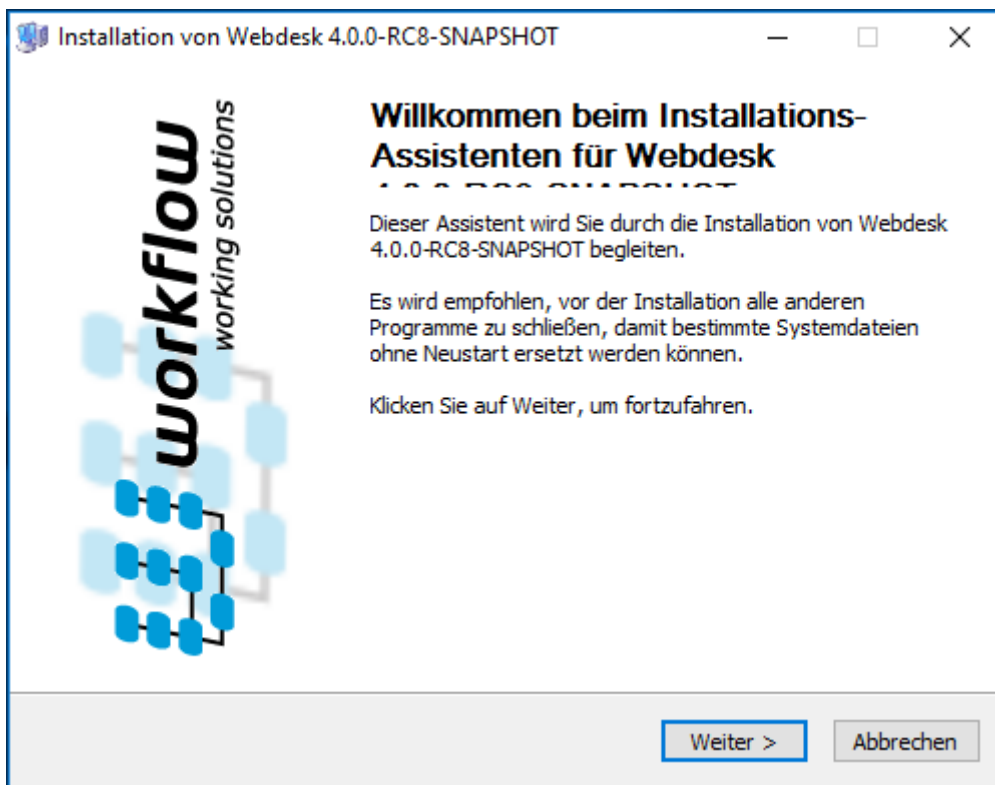 Installation von Webdesk 4.0.0-RC8-SNAPSHOT
workflow
working solutions
Willkommen beim Installations-
Assistenten für Webdesk
Dieser Assistent wird Sie durch die Installation von Webdesk
4.0.0-RC8-SNAPSHOT begleiten.
Es wird empfohlen, vor der Installation alle anderen
Programme zu schließen, damit bestimmte Systemdateien
ohne Neustart ersetzt werden können.
Klicken Sie auf Weiter, um fortzufahren.
Weiter >
Abbrechen